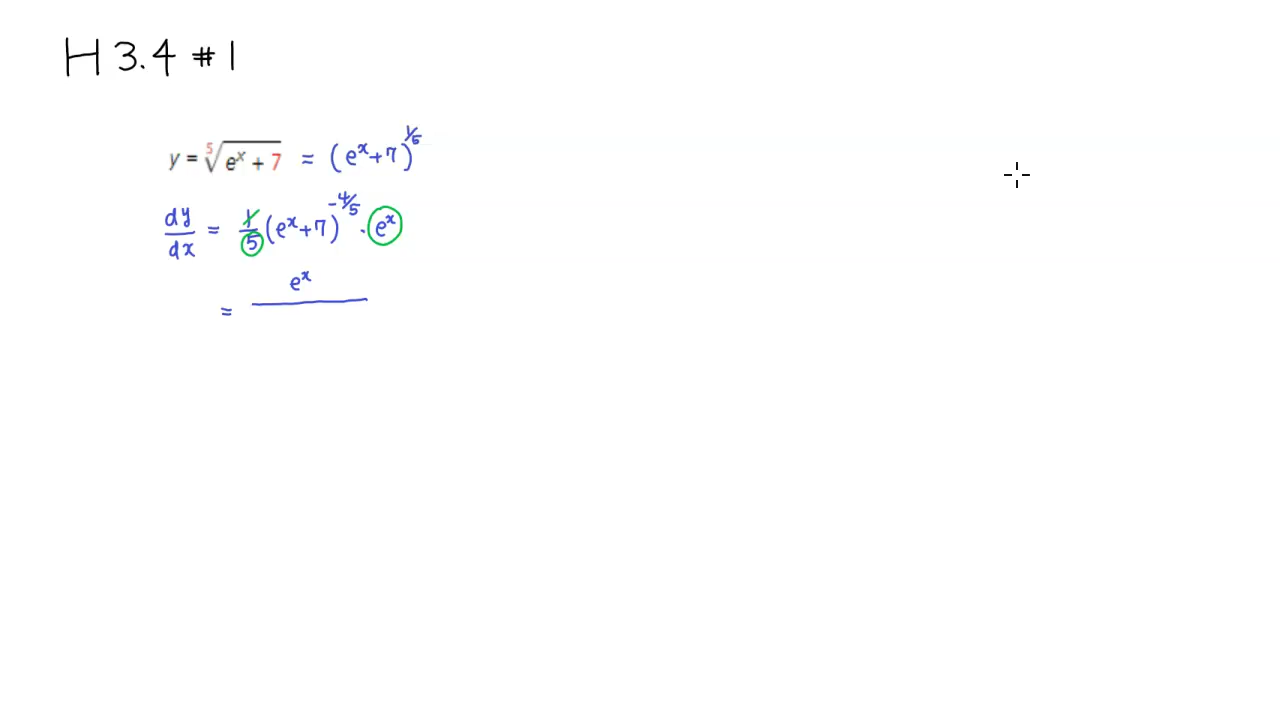 H 3.4 #1
y = ⁵√(eˣ + 7) = (eˣ+7)^(1/5)
dy/dx = 1/5 (eˣ+7)^(-4/5) · eˣ
= eˣ